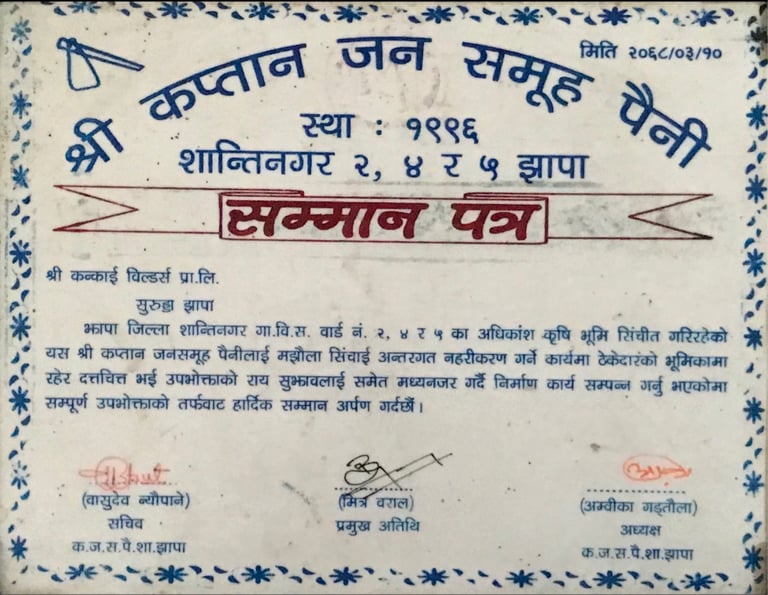 मिति २०६८/०३/१०
श्री कप्तान जन समूह पैनी
स्था : १९९६
शान्तिनगर २, ४ र ५ झापा
सम्मान पत्र
श्री कन्काई विल्डर्स प्रा.लि.
सुरुङ्गा झापा
झापा जिल्ला शान्तिनगर गा.वि.स. वार्ड नं. २, ४ र ५ का अधिकांश कृषि भूमि सिंचीत गरिरहेको
यस श्री कप्तान जनसमूह पैनीलाई मझौला सिंचाई अन्तरगत नहरीकरण गर्ने कार्यमा ठेकेदारंको भूमिकामा
रहेर दत्तचित्त भई उपभोक्ताको राय सुझावलाई समेत मध्यनजर गर्दै निर्माण कार्य सम्पन्न गर्नु भएकोमा
सम्पूर्ण उपभोक्ताको तर्फवाट हार्दिक सम्मान अर्पण गर्दछौं ।
(वासुदेव न्यौपाने)
सचिव
क.ज.स.पै.शा.झापा
(मित्र वराल)
प्रमुख अतिथि
(अम्वीका गड्तौला)
अध्यक्ष
क.ज.स.पै.शा.झापा